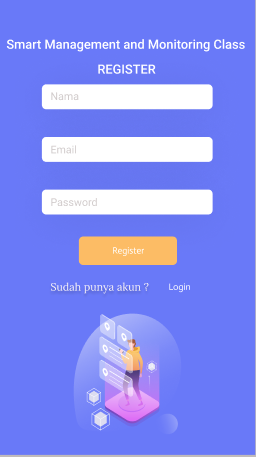 Smart Management and Monitoring Class
REGISTER
Nama
Email
Password
Register
Sudah punya akun ? Login